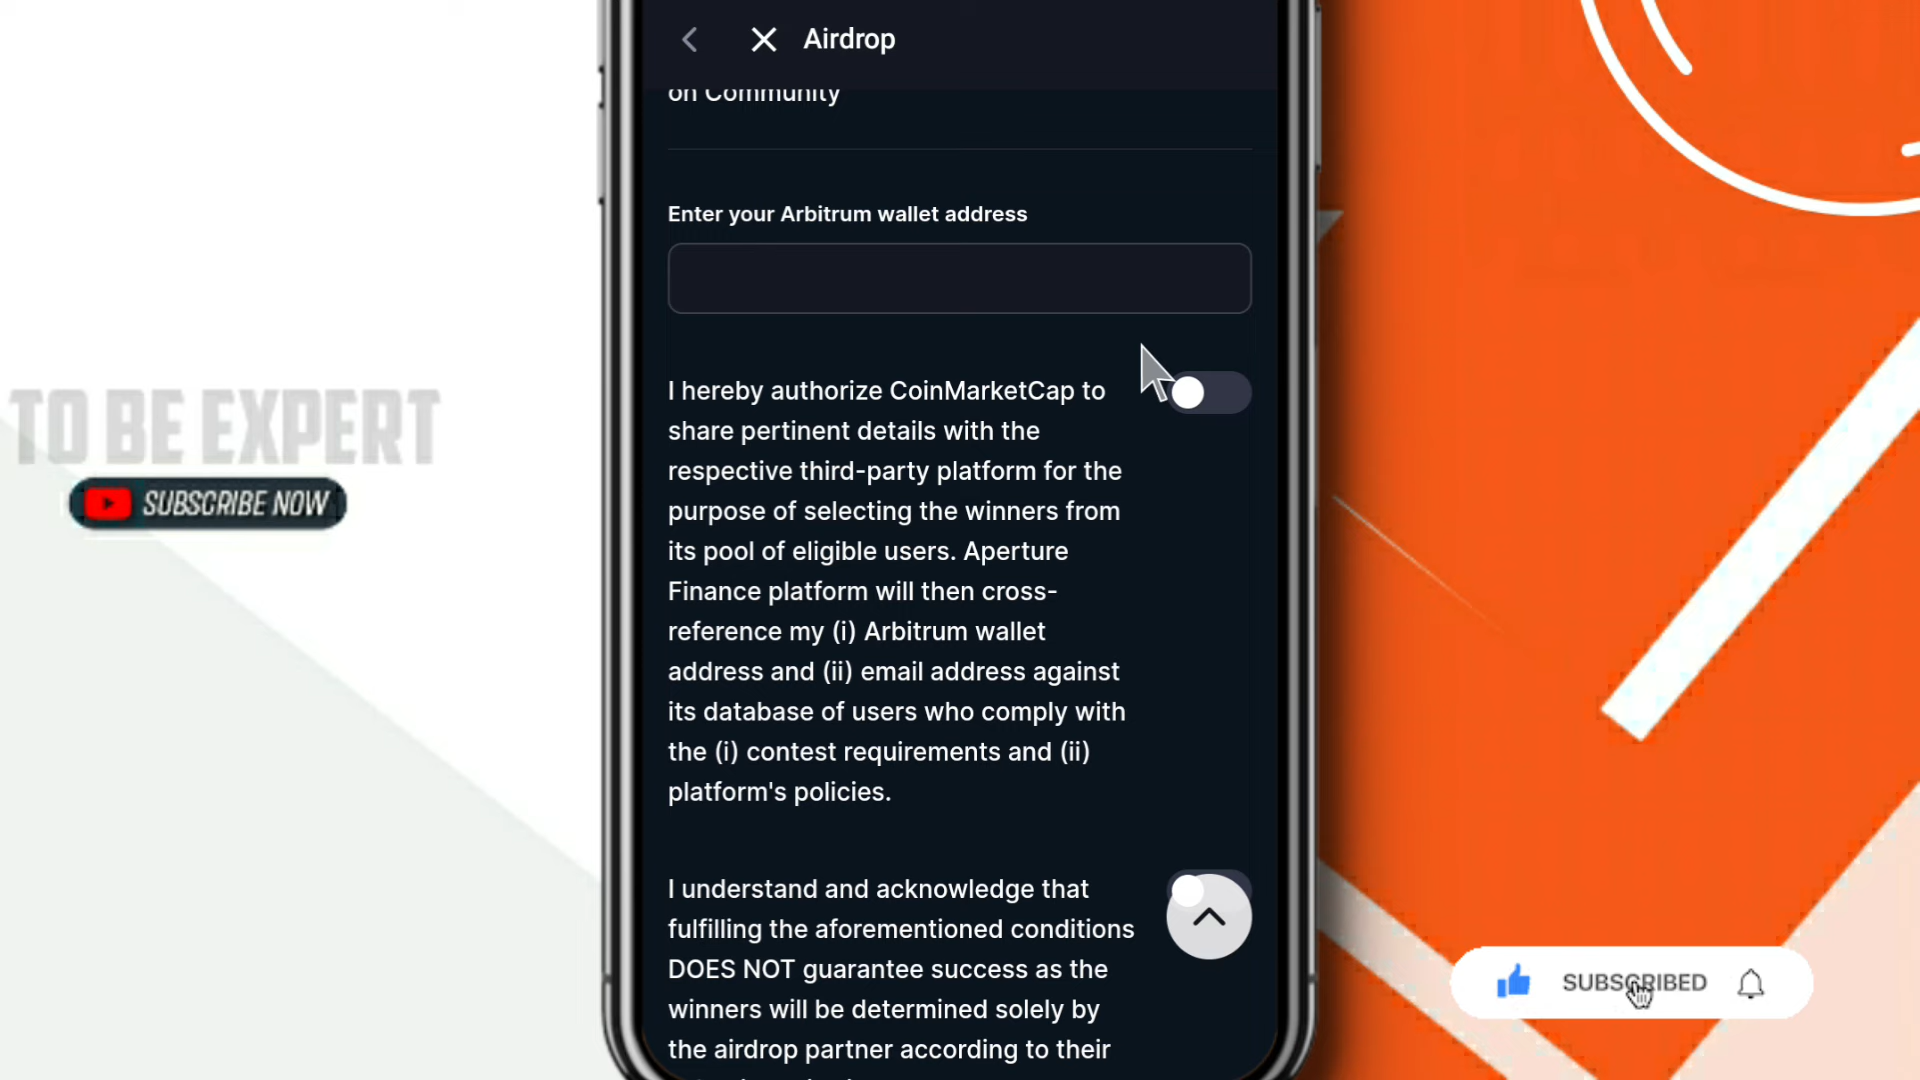 Airdrop
on Community
Enter your Arbitrum wallet address
I hereby authorize CoinMarketCap to
share pertinent details with the
respective third-party platform for the
purpose of selecting the winners from
its pool of eligible users. Aperture
Finance platform will then cross-
reference my (i) Arbitrum wallet
address and (ii) email address against
its database of users who comply with
the (i) contest requirements and (ii)
platform's policies.
I understand and acknowledge that
fulfilling the aforementioned conditions
DOES NOT guarantee success as the
winners will be determined solely by
the airdrop partner according to their
TO BE EXPERT
SUBSCRIBE NOW
SUBSCRIBED